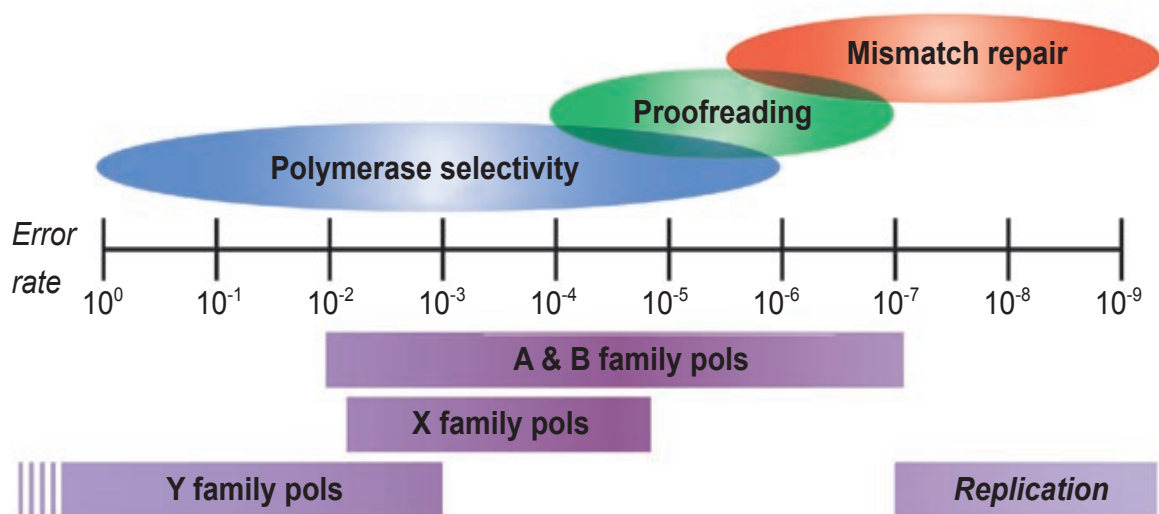 Mismatch repair
Proofreading
Polymerase selectivity
Error
rate
10⁰ 10⁻¹ 10⁻² 10⁻³ 10⁻⁴ 10⁻⁵ 10⁻⁶ 10⁻⁷ 10⁻⁸ 10⁻⁹
A & B family pols
X family pols
Y family pols
Replication